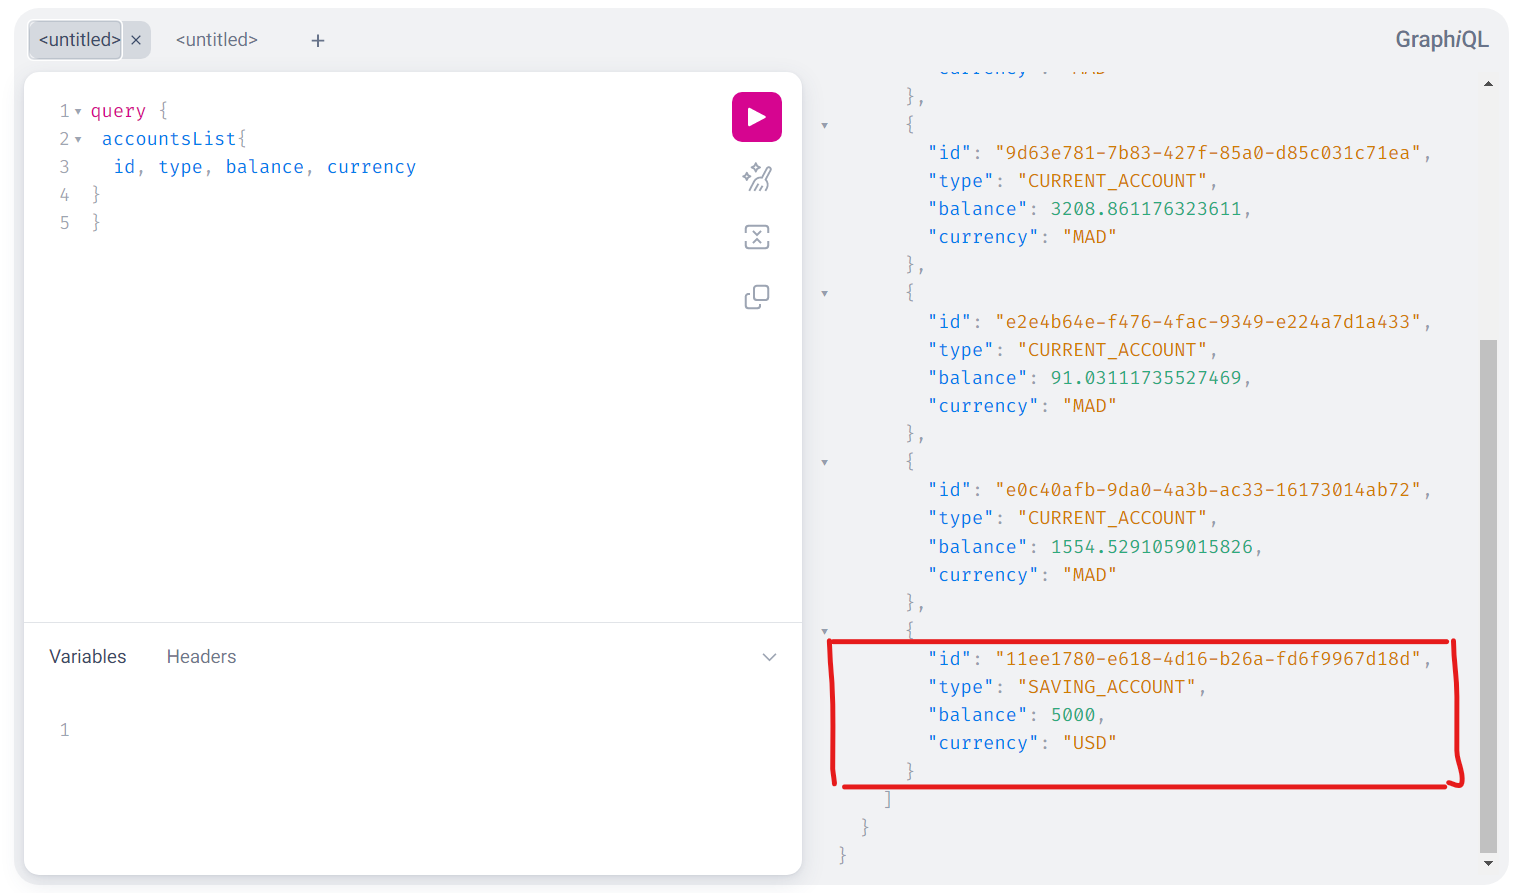 <untitled> × <untitled> +
GraphiQL
1 query {
2 accountsList{
3 id, type, balance, currency
4 }
5 }
Variables Headers
1
"currency": "MAD"
},
{
"id": "9d63e781-7b83-427f-85a0-d85c031c71ea",
"type": "CURRENT_ACCOUNT",
"balance": 3208.861176323611,
"currency": "MAD"
},
{
"id": "e2e4b64e-f476-4fac-9349-e224a7d1a433",
"type": "CURRENT_ACCOUNT",
"balance": 91.03111735527469,
"currency": "MAD"
},
{
"id": "e0c40afb-9da0-4a3b-ac33-16173014ab72",
"type": "CURRENT_ACCOUNT",
"balance": 1554.5291059015826,
"currency": "MAD"
},
{
"id": "11ee1780-e618-4d16-b26a-fd6f9967d18d",
"type": "SAVING_ACCOUNT",
"balance": 5000,
"currency": "USD"
}
]
}
}